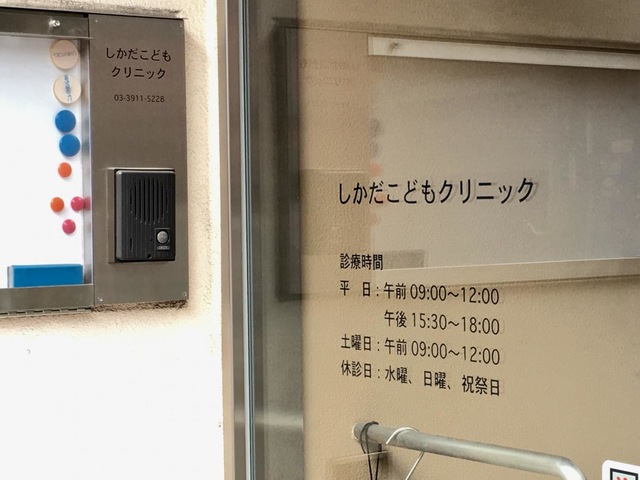 しかだこども
クリニック
03-3911-5228
しかだこどもクリニック
診療時間
平　日：午前 09:00～12:00
午後 15:30～18:00
土曜日：午前 09:00～12:00
休診日：水曜、日曜、祝祭日